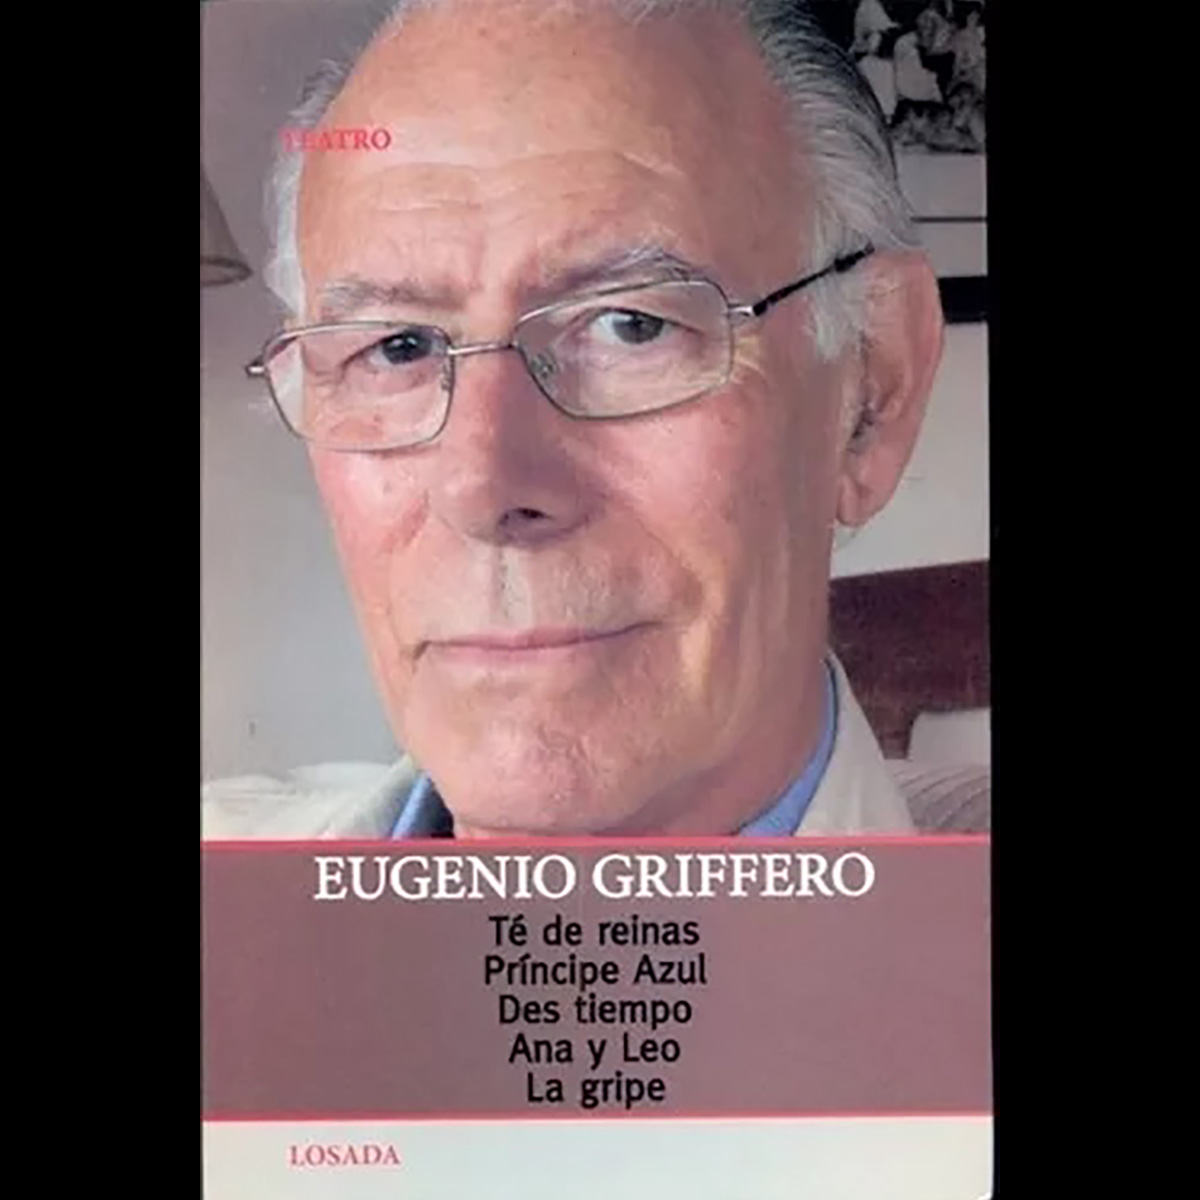 TEATRO
EUGENIO GRIFFERO
Té de reinas
Príncipe Azul
Des tiempo
Ana y Leo
La gripe
LOSADA